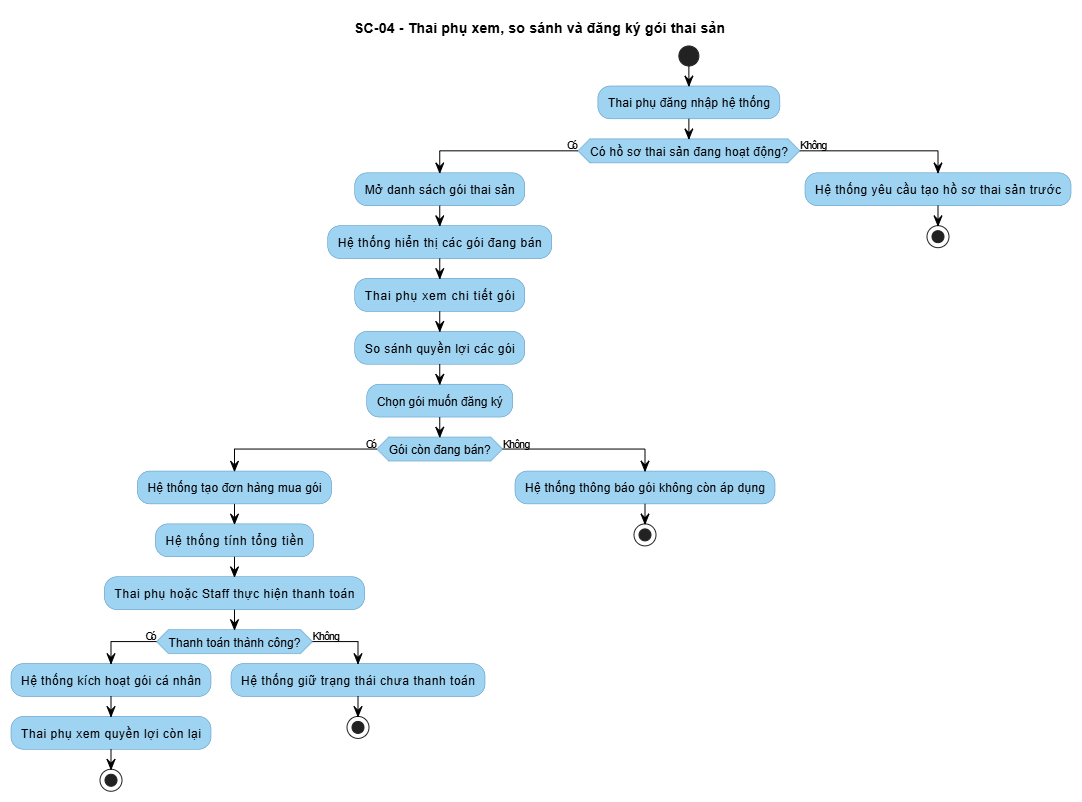 SC-04 - Thai phụ xem, so sánh và đăng ký gói thai sản
Thai phụ đăng nhập hệ thống
Có hồ sơ thai sản đang hoạt động?
Có
Không
Mở danh sách gói thai sản
Hệ thống yêu cầu tạo hồ sơ thai sản trước
Hệ thống hiển thị các gói đang bán
Thai phụ xem chi tiết gói
So sánh quyền lợi các gói
Chọn gói muốn đăng ký
Gói còn đang bán?
Có
Không
Hệ thống tạo đơn hàng mua gói
Hệ thống thông báo gói không còn áp dụng
Hệ thống tính tổng tiền
Thai phụ hoặc Staff thực hiện thanh toán
Thanh toán thành công?
Có
Không
Hệ thống kích hoạt gói cá nhân
Hệ thống giữ trạng thái chưa thanh toán
Thai phụ xem quyền lợi còn lại